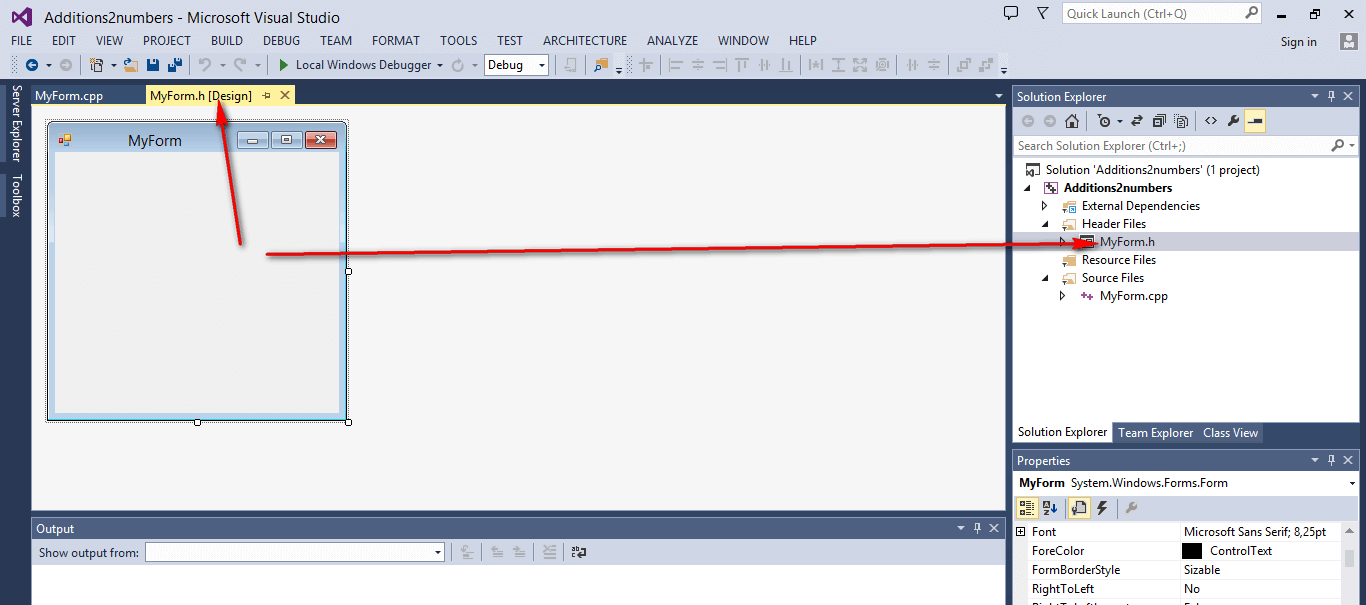 Additions2numbers - Microsoft Visual Studio
Quick Launch (Ctrl+Q)
FILE EDIT VIEW PROJECT BUILD DEBUG TEAM FORMAT TOOLS TEST ARCHITECTURE ANALYZE WINDOW HELP
Sign in
Local Windows Debugger
Debug
Server Explorer
Toolbox
MyForm.cpp
MyForm.h [Design]
MyForm
Solution Explorer
Search Solution Explorer (Ctrl+;)
Solution 'Additions2numbers' (1 project)
Additions2numbers
External Dependencies
Header Files
MyForm.h
Resource Files
Source Files
MyForm.cpp
Solution Explorer Team Explorer Class View
Properties
MyForm System.Windows.Forms.Form
Font Microsoft Sans Serif; 8,25pt
ForeColor ControlText
FormBorderStyle Sizable
RightToLeft No
Output
Show output from: